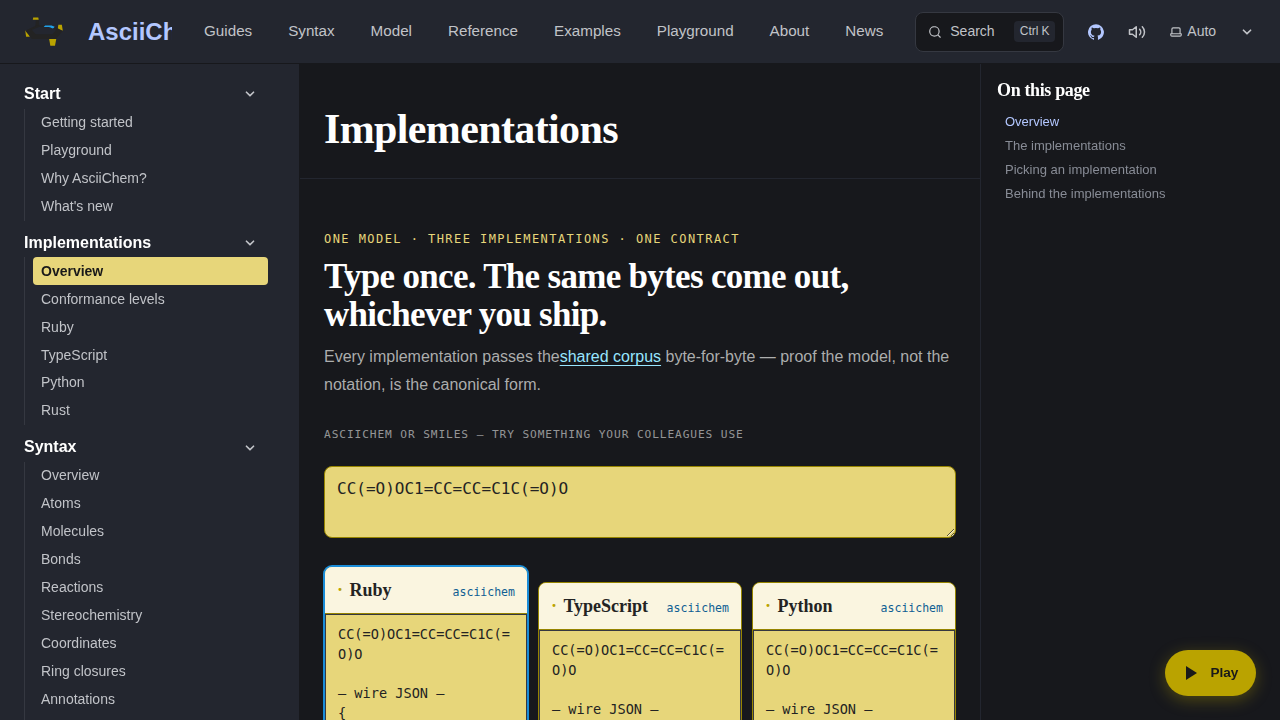 AsciiCh
Guides
Syntax
Model
Reference
Examples
Playground
About
News
Search
Ctrl K
Auto
Start
Getting started
Playground
Why AsciiChem?
What's new
Implementations
Overview
Conformance levels
Ruby
TypeScript
Python
Rust
Syntax
Overview
Atoms
Molecules
Bonds
Reactions
Stereochemistry
Coordinates
Ring closures
Annotations
Implementations
ONE MODEL · THREE IMPLEMENTATIONS · ONE CONTRACT
Type once. The same bytes come out,
whichever you ship.
Every implementation passes theshared corpus byte-for-byte — proof the model, not the
notation, is the canonical form.
ASCIICHEM OR SMILES — TRY SOMETHING YOUR COLLEAGUES USE
CC(=O)OC1=CC=CC=C1C(=O)O
· Ruby asciichem
CC(=O)OC1=CC=CC=C1C(=
O)O
— wire JSON —
{
· TypeScript asciichem
CC(=O)OC1=CC=CC=C1C(=
O)O
— wire JSON —
· Python asciichem
CC(=O)OC1=CC=CC=C1C(=
O)O
— wire JSON —
On this page
Overview
The implementations
Picking an implementation
Behind the implementations
Play